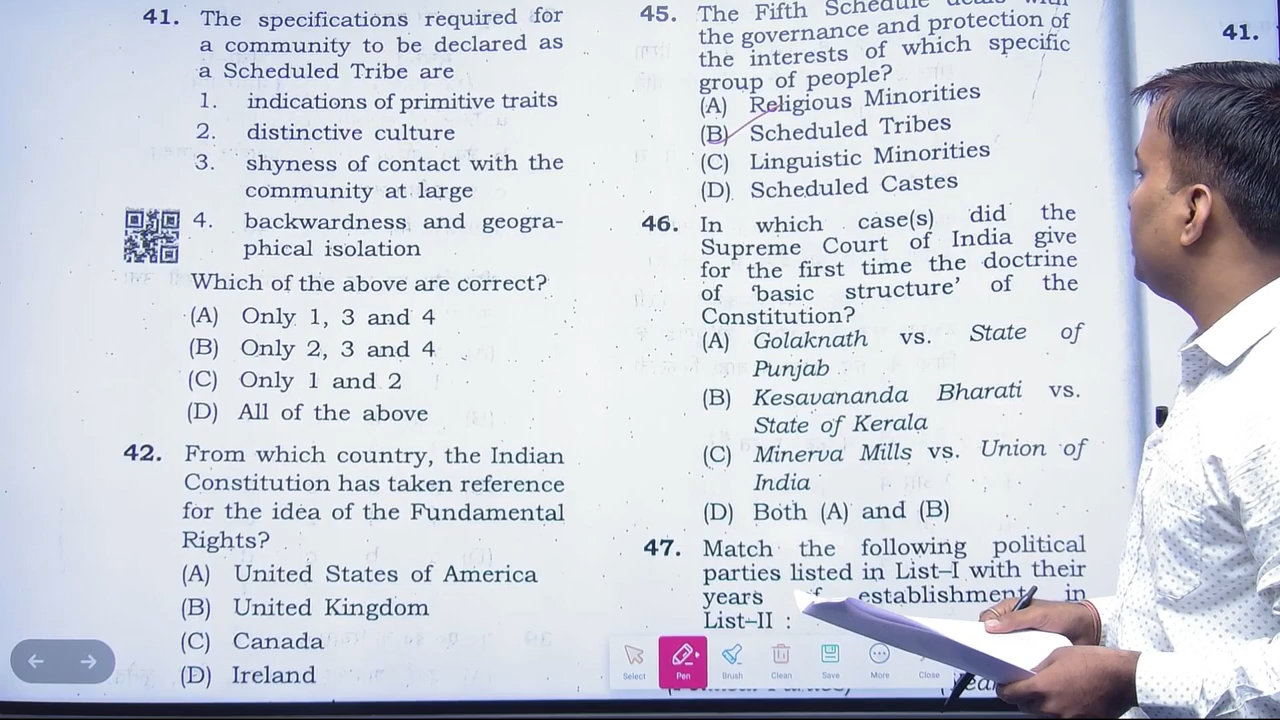 41. The specifications required for
a community to be declared as
a Scheduled Tribe are
1. indications of primitive traits
2. distinctive culture
3. shyness of contact with the
community at large
4. backwardness and geogra-
phical isolation
Which of the above are correct?
(A) Only 1, 3 and 4
(B) Only 2, 3 and 4
(C) Only 1 and 2
(D) All of the above
42. From which country, the Indian
Constitution has taken reference
for the idea of the Fundamental
Rights?
(A) United States of America
(B) United Kingdom
(C) Canada
(D) Ireland
45. The Fifth Schedule deals with
the governance and protection of
the interests of which specific
group of people?
(A) Religious Minorities
(B) Scheduled Tribes
(C) Linguistic Minorities
(D) Scheduled Castes
46. In which case(s) did the
Supreme Court of India give
for the first time the doctrine
of 'basic structure' of the
Constitution?
(A) Golaknath vs. State of
Punjab
(B) Kesavananda Bharati vs.
State of Kerala
(C) Minerva Mills vs. Union of
India
(D) Both (A) and (B)
47. Match the following political
parties listed in List–I with their
years establishment in
List–II :
41.
Select Pen Brush Clean Save More Close